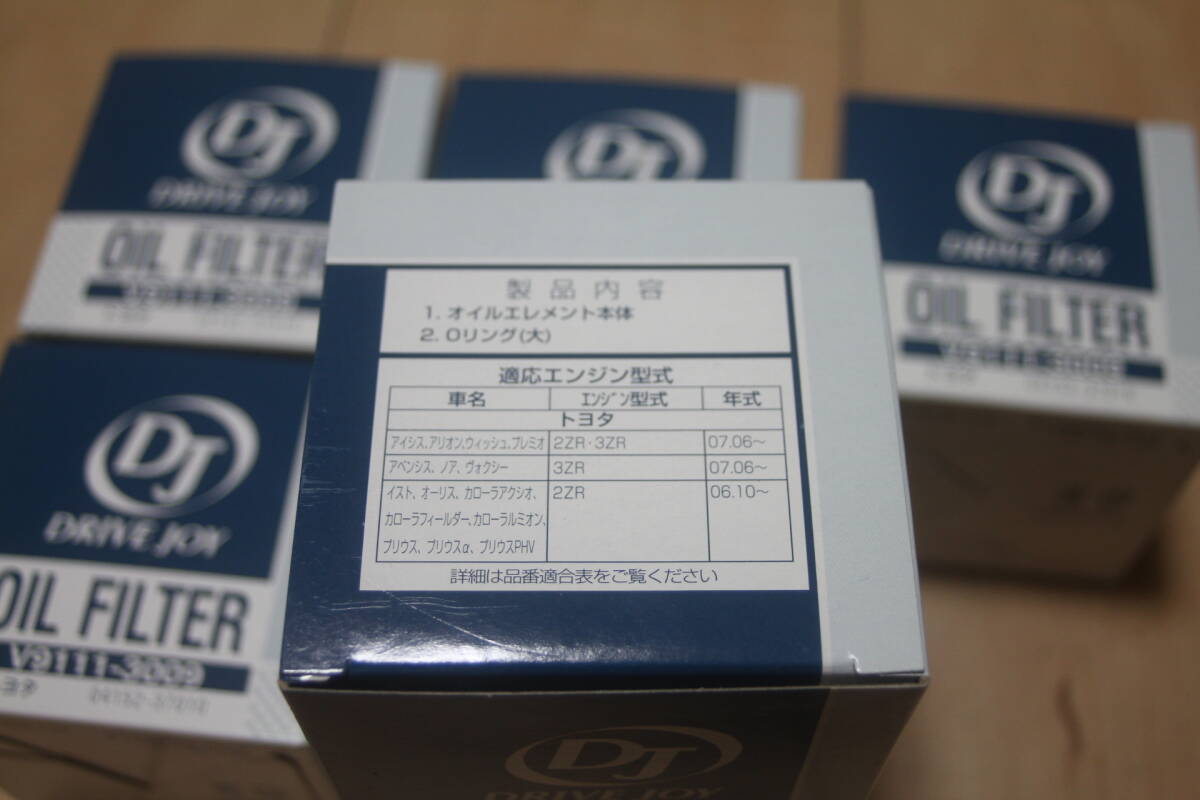 DJ
DRIVE JOY
OIL FILTER
V9111-3009
DJ
DJ
DRIVE JOY
OIL FILTER
V9111-3009
DJ
DRIVE JOY
OIL FILTER
V9111-3009
製品内容
1. オイルエレメント本体
2. Oリング(大)
適応エンジン型式
車名 エンジン型式 年式
トヨタ
アイシス、アリオン、ウィッシュ、プレミオ 2ZR・3ZR 07.06～
アベンシス、ノア、ヴォクシー 3ZR 07.06～
イスト、オーリス、カローラアクシオ、 2ZR 06.10～
カローラフィールダー、カローラルミオン、
プリウス、プリウスα、プリウスPHV
詳細は品番適合表をご覧ください
DJ
DRIVE JOY